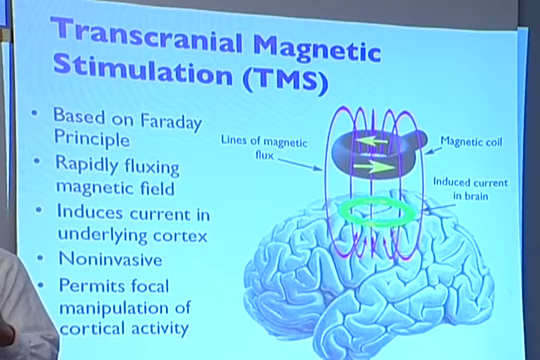 Transcranial Magnetic
Stimulation (TMS)
• Based on Faraday
Principle
• Rapidly fluxing
magnetic field
• Induces current in
underlying cortex
• Noninvasive
• Permits focal
manipulation of
cortical activity
Lines of magnetic
flux
Magnetic coil
Induced current
in brain